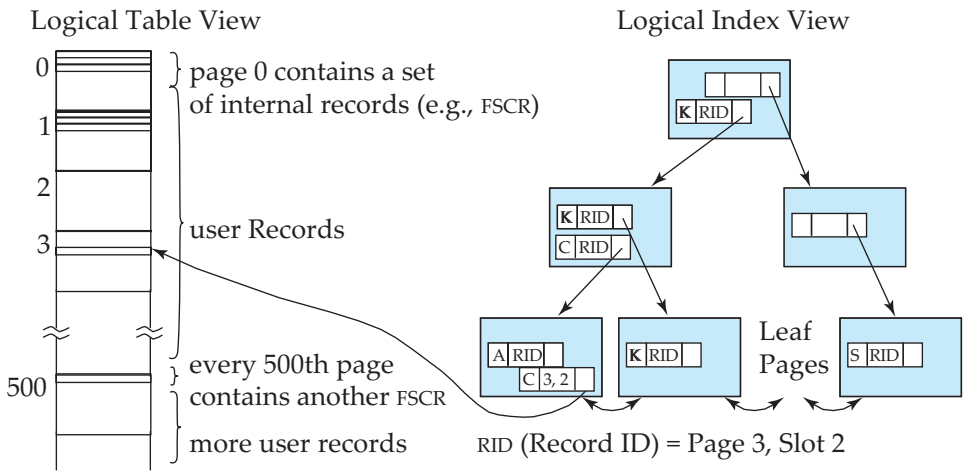 Logical Table View
0
page 0 contains a set
of internal records (e.g., FSCR)
1
2
user Records
3
every 500th page
500
contains another FSCR
more user records
Logical Index View
K RID
K RID
C RID
A RID
C 3, 2
K RID
Leaf
Pages
S RID
RID (Record ID) = Page 3, Slot 2